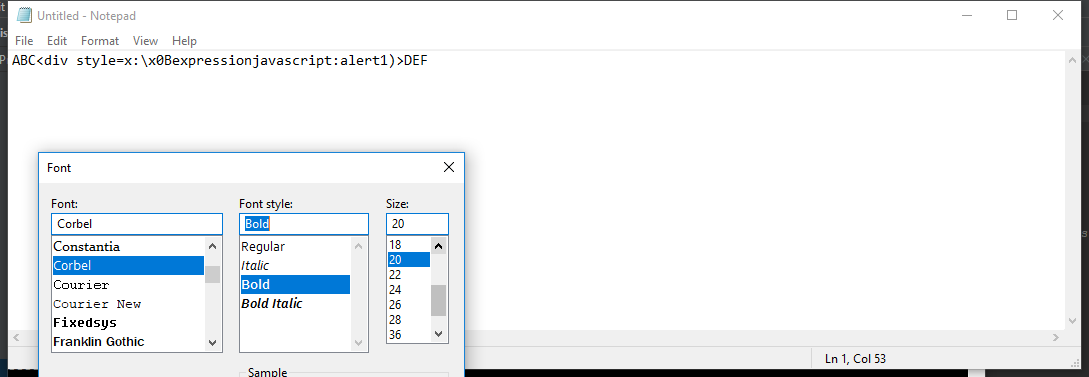 Untitled - Notepad
File Edit Format View Help
ABC<div style=x:\x0Bexpressionjavascript:alert1)>DEF
Font
Font: Font style: Size:
Corbel Bold 20
Constantia Regular 18
Corbel Italic 20
Courier Bold 22
Courier New Bold Italic 24
Fixedsys 26
Franklin Gothic 28
36
Ln 1, Col 53
Sample